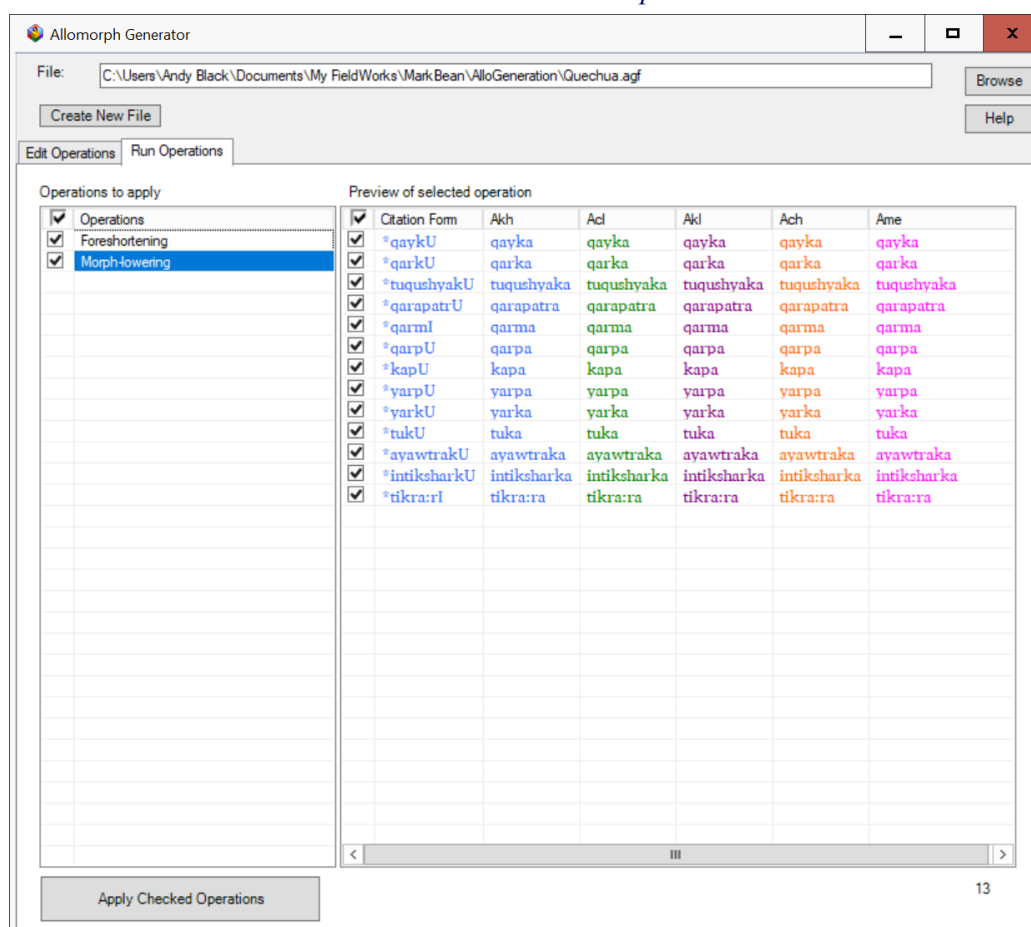 Allomorph Generator
File: C:\Users\Andy Black\Documents\My FieldWorks\MarkBean\AlloGeneration\Quechua.agf
Browse
Create New File
Help
Edit Operations Run Operations
Operations to apply
Operations
Foreshortening
Morph-lowering
Preview of selected operation
Citation Form Akh Acl Akl Ach Ame
*qaykU qayka qayka qayka qayka qayka
*qarkU qarka qarka qarka qarka qarka
*tuqushyakU tuqushyaka tuqushyaka tuqushyaka tuqushyaka tuqushyaka
*qarapatrU qarapatra qarapatra qarapatra qarapatra qarapatra
*qarmI qarma qarma qarma qarma qarma
*qarpU qarpa qarpa qarpa qarpa qarpa
*kapU kapa kapa kapa kapa kapa
*yarpU yarpa yarpa yarpa yarpa yarpa
*yarkU yarka yarka yarka yarka yarka
*tukU tuka tuka tuka tuka tuka
*ayawtrakU ayawtraka ayawtraka ayawtraka ayawtraka ayawtraka
*intiksharkU intiksharka intiksharka intiksharka intiksharka intiksharka
*tikra:rI tikra:ra tikra:ra tikra:ra tikra:ra tikra:ra
Apply Checked Operations
13